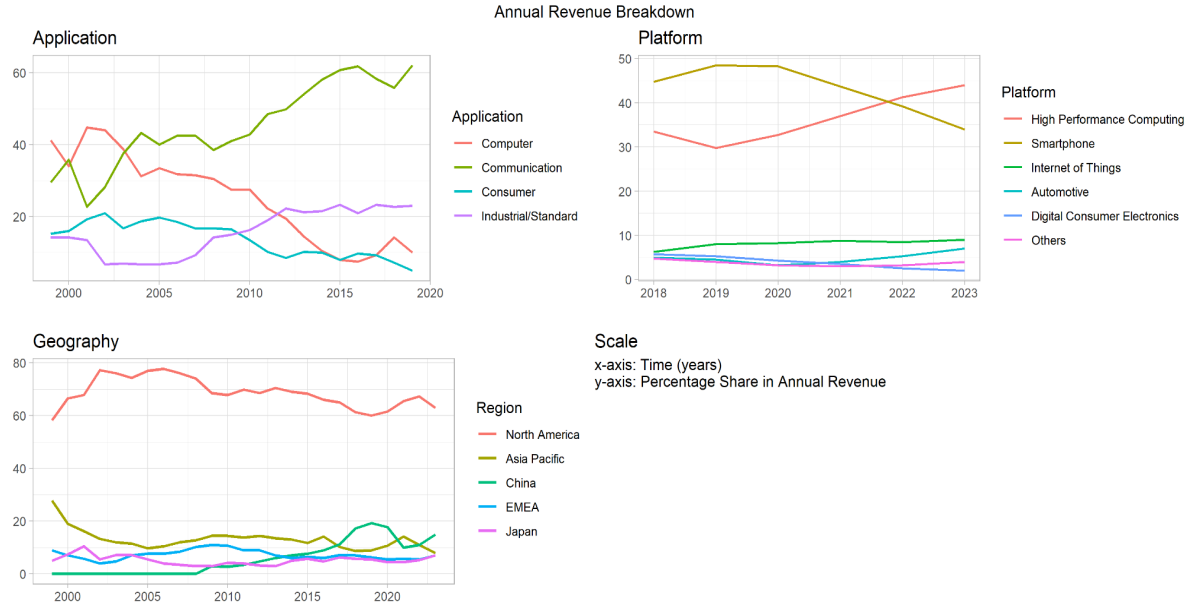 Annual Revenue Breakdown
Application
60
40
20
2000 2005 2010 2015 2020
Application
Computer
Communication
Consumer
Industrial/Standard
Platform
50
40
30
20
10
0
2018 2019 2020 2021 2022 2023
Platform
High Performance Computing
Smartphone
Internet of Things
Automotive
Digital Consumer Electronics
Others
Geography
80
60
40
20
0
2000 2005 2010 2015 2020
Region
North America
Asia Pacific
China
EMEA
Japan
Scale
x-axis: Time (years)
y-axis: Percentage Share in Annual Revenue